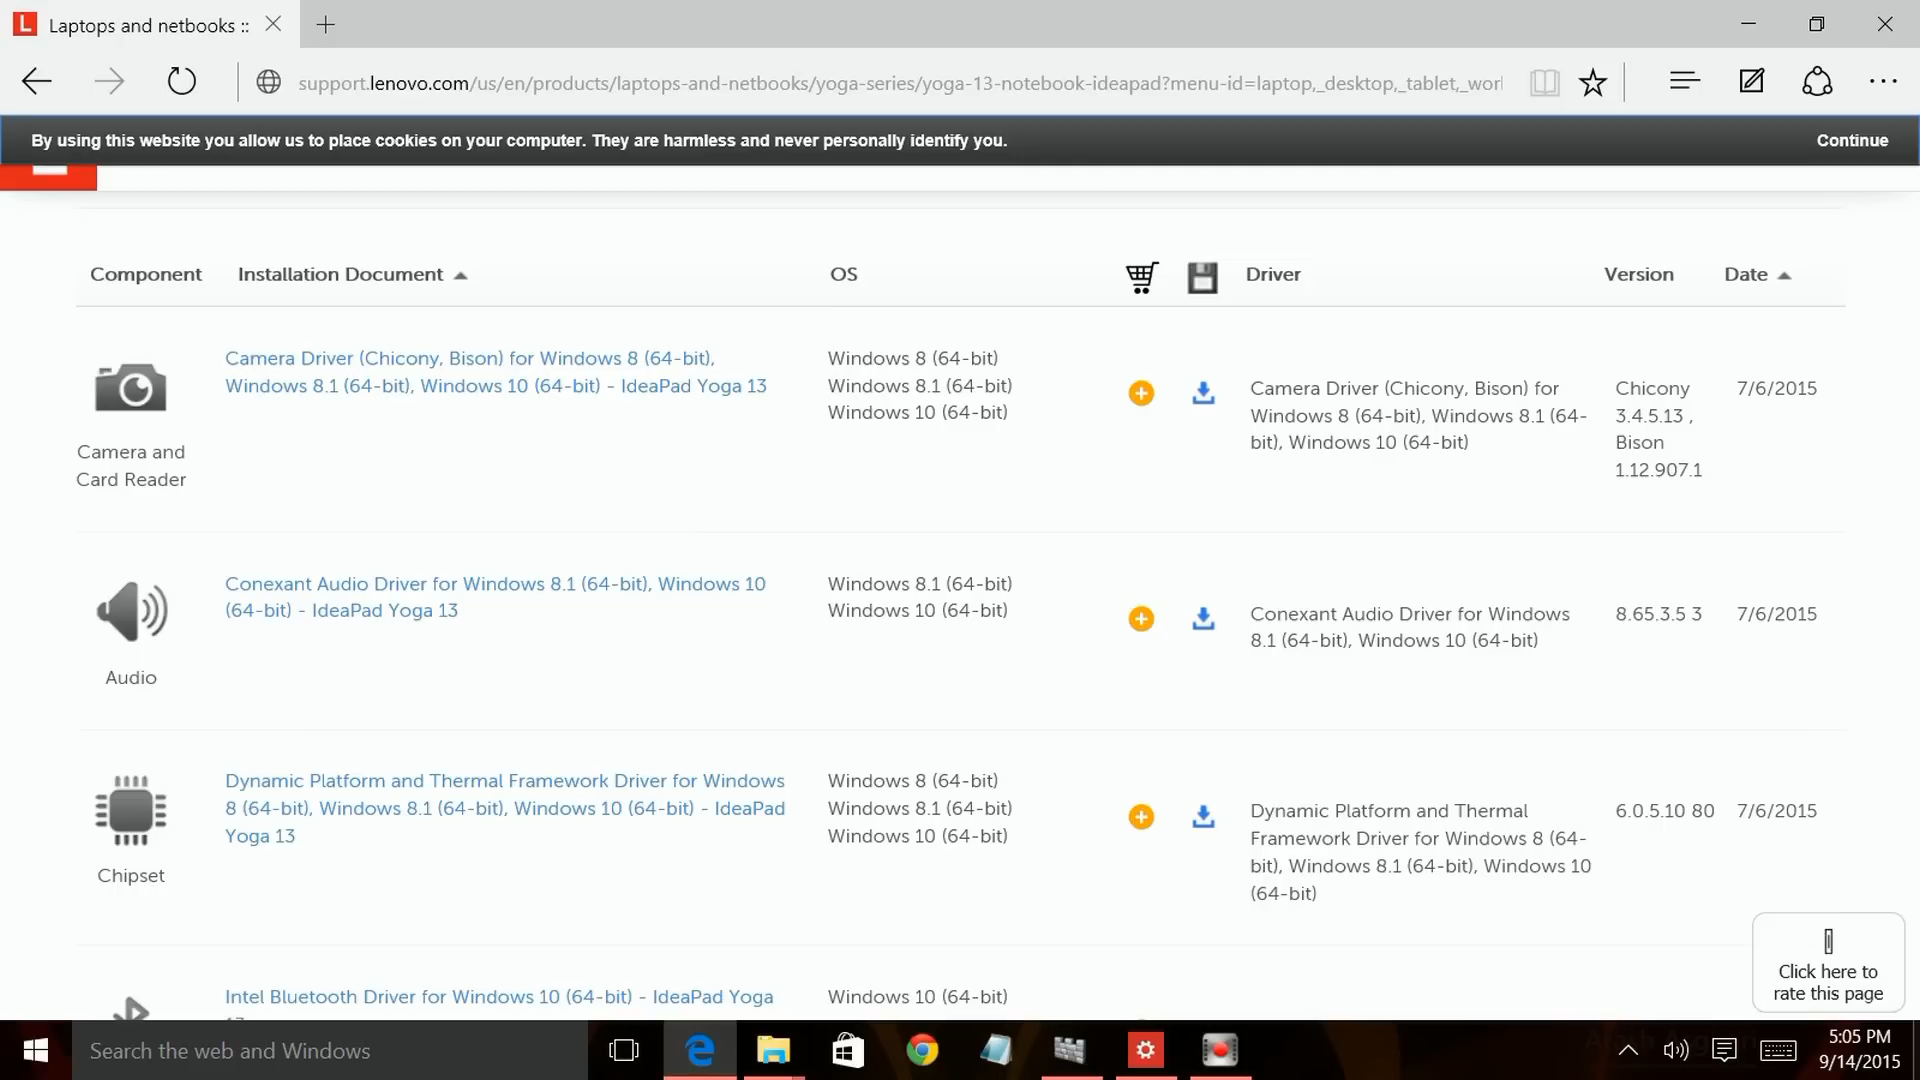 L Laptops and netbooks ::
support.lenovo.com/us/en/products/laptops-and-netbooks/yoga-series/yoga-13-notebook-ideapad?menu-id=laptop,_desktop,_tablet,_worl
By using this website you allow us to place cookies on your computer. They are harmless and never personally identify you. Continue
Component Installation Document OS Driver Version Date
Camera Driver (Chicony, Bison) for Windows 8 (64-bit),
Windows 8.1 (64-bit), Windows 10 (64-bit) - IdeaPad Yoga 13
Windows 8 (64-bit)
Windows 8.1 (64-bit)
Windows 10 (64-bit)
Camera Driver (Chicony, Bison) for
Windows 8 (64-bit), Windows 8.1 (64-
bit), Windows 10 (64-bit)
Chicony
3.4.5.13 ,
Bison
1.12.907.1
7/6/2015
Camera and
Card Reader
Conexant Audio Driver for Windows 8.1 (64-bit), Windows 10
(64-bit) - IdeaPad Yoga 13
Windows 8.1 (64-bit)
Windows 10 (64-bit)
Conexant Audio Driver for Windows
8.1 (64-bit), Windows 10 (64-bit)
8.65.3.5 3
7/6/2015
Audio
Dynamic Platform and Thermal Framework Driver for Windows
8 (64-bit), Windows 8.1 (64-bit), Windows 10 (64-bit) - IdeaPad
Yoga 13
Windows 8 (64-bit)
Windows 8.1 (64-bit)
Windows 10 (64-bit)
Dynamic Platform and Thermal
Framework Driver for Windows 8 (64-
bit), Windows 8.1 (64-bit), Windows 10
(64-bit)
6.0.5.10 80
7/6/2015
Chipset
Intel Bluetooth Driver for Windows 10 (64-bit) - IdeaPad Yoga
Windows 10 (64-bit)
Click here to
rate this page
Search the web and Windows
5:05 PM
9/14/2015